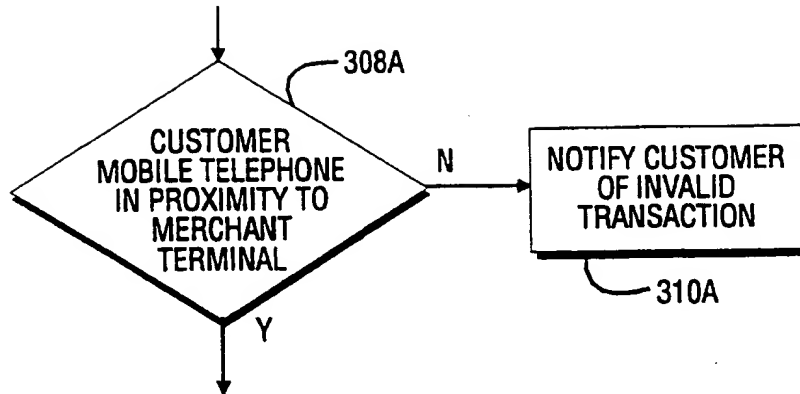 308A
CUSTOMER
MOBILE TELEPHONE
IN PROXIMITY TO
MERCHANT
TERMINAL
N
NOTIFY CUSTOMER
OF INVALID
TRANSACTION
310A
Y